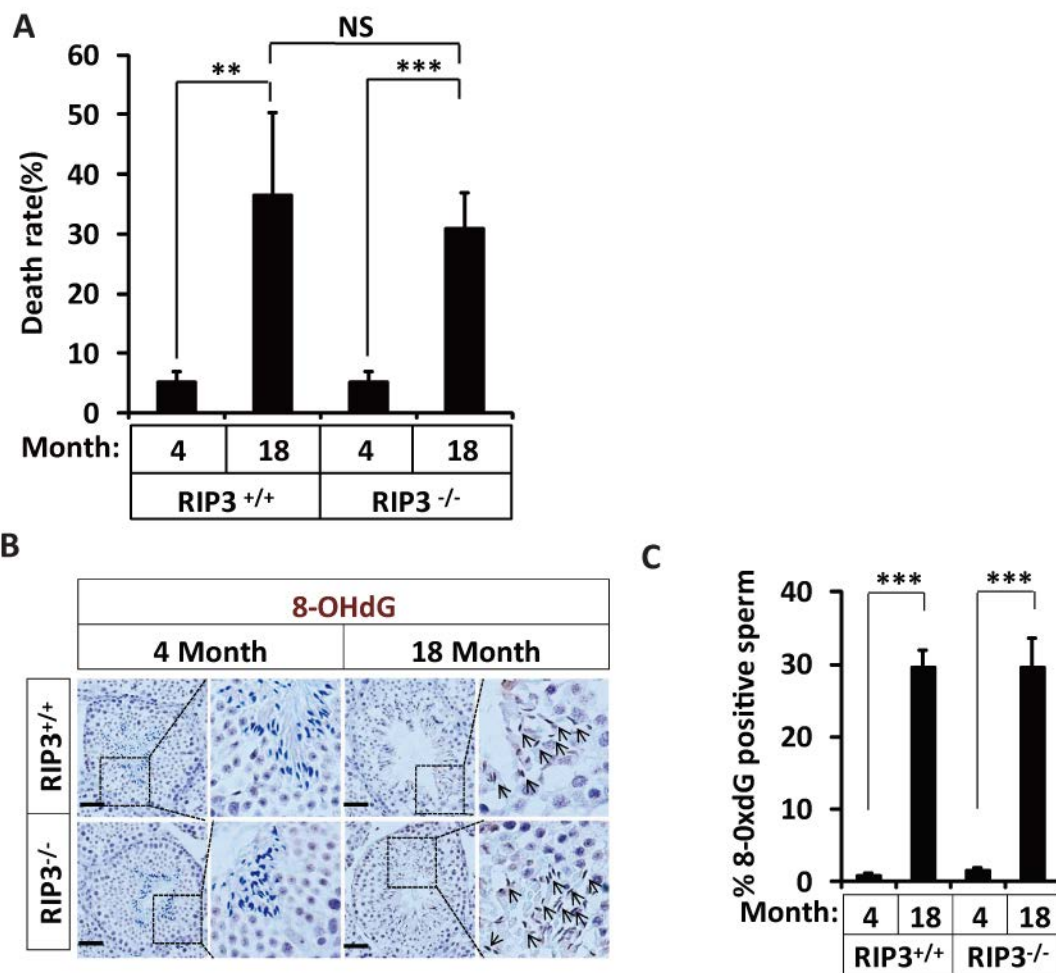 A
NS
** ***
60
50
40
30
20
10
0
Death rate(%)
Month: 4 18 4 18
RIP3 +/+ RIP3 -/-
B
8-OHdG
4 Month 18 Month
RIP3+/+
RIP3-/-
C
*** ***
40
30
20
10
0
% 8-0xdG positive sperm
Month: 4 18 4 18
RIP3+/+ RIP3-/-